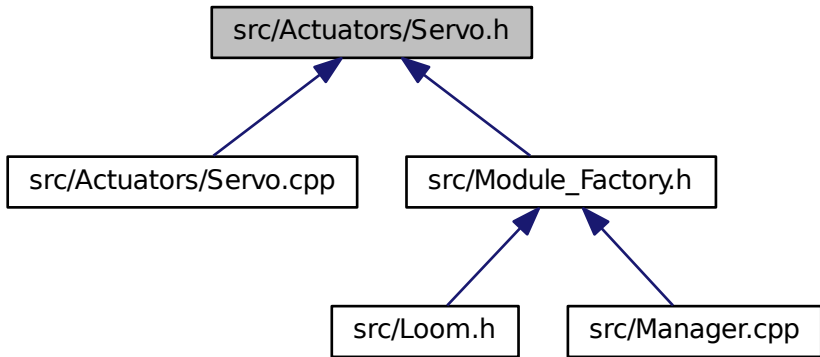 src/Actuators/Servo.h
src/Actuators/Servo.cpp
src/Module_Factory.h
src/Loom.h
src/Manager.cpp